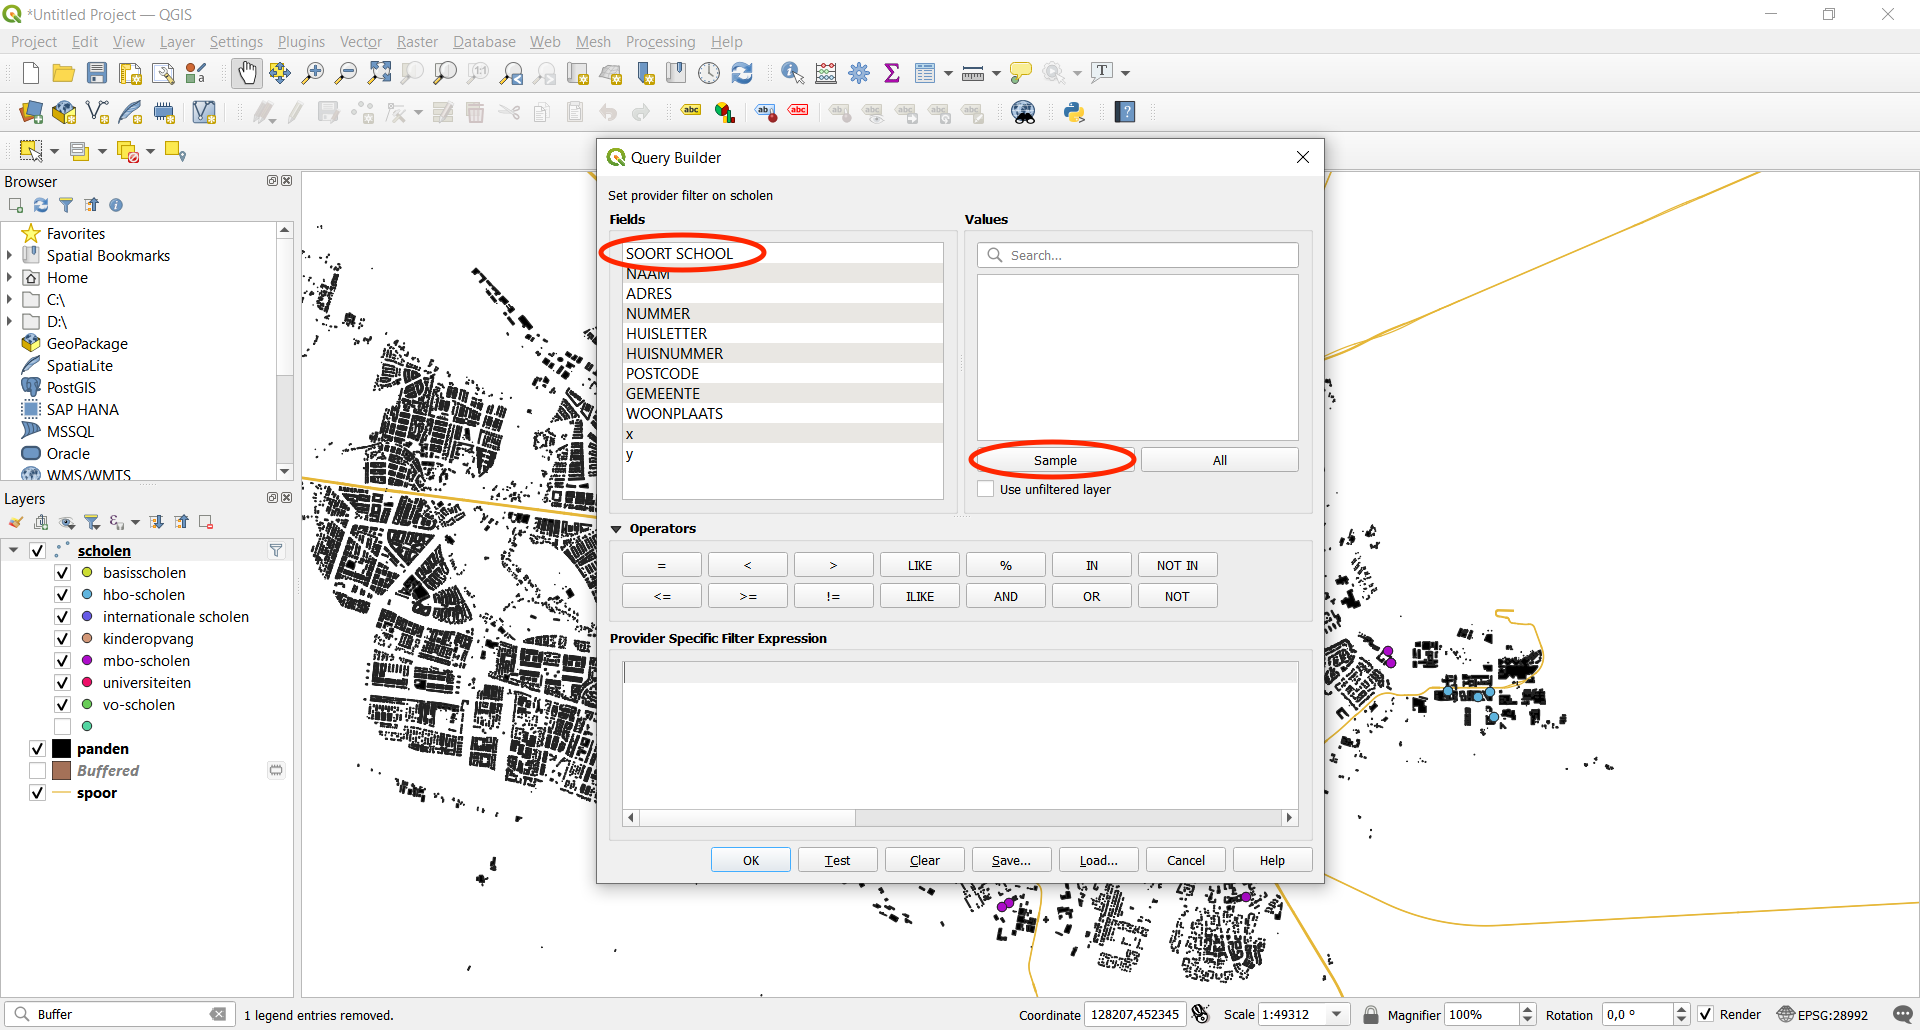 *Untitled Project — QGIS
Project Edit View Layer Settings Plugins Vector Raster Database Web Mesh Processing Help
Browser
Favorites
Spatial Bookmarks
Home
C:\
D:\
GeoPackage
SpatiaLite
PostGIS
SAP HANA
MSSQL
Oracle
WMS/WMTS
Layers
scholen
basisscholen
hbo-scholen
internationale scholen
kinderopvang
mbo-scholen
universiteiten
vo-scholen
panden
Buffered
spoor
Query Builder
Set provider filter on scholen
Fields
SOORT SCHOOL
NAAM
ADRES
NUMMER
HUISLETTER
HUISNUMMER
POSTCODE
GEMEENTE
WOONPLAATS
x
y
Values
Search...
Sample All
Use unfiltered layer
Operators
= < > LIKE % IN NOT IN
<= >= != ILIKE AND OR NOT
Provider Specific Filter Expression
OK Test Clear Save... Load... Cancel Help
Buffer 1 legend entries removed. Coordinate 128207,452345 Scale 1:49312 Magnifier 100% Rotation 0,0 ° Render EPSG:28992